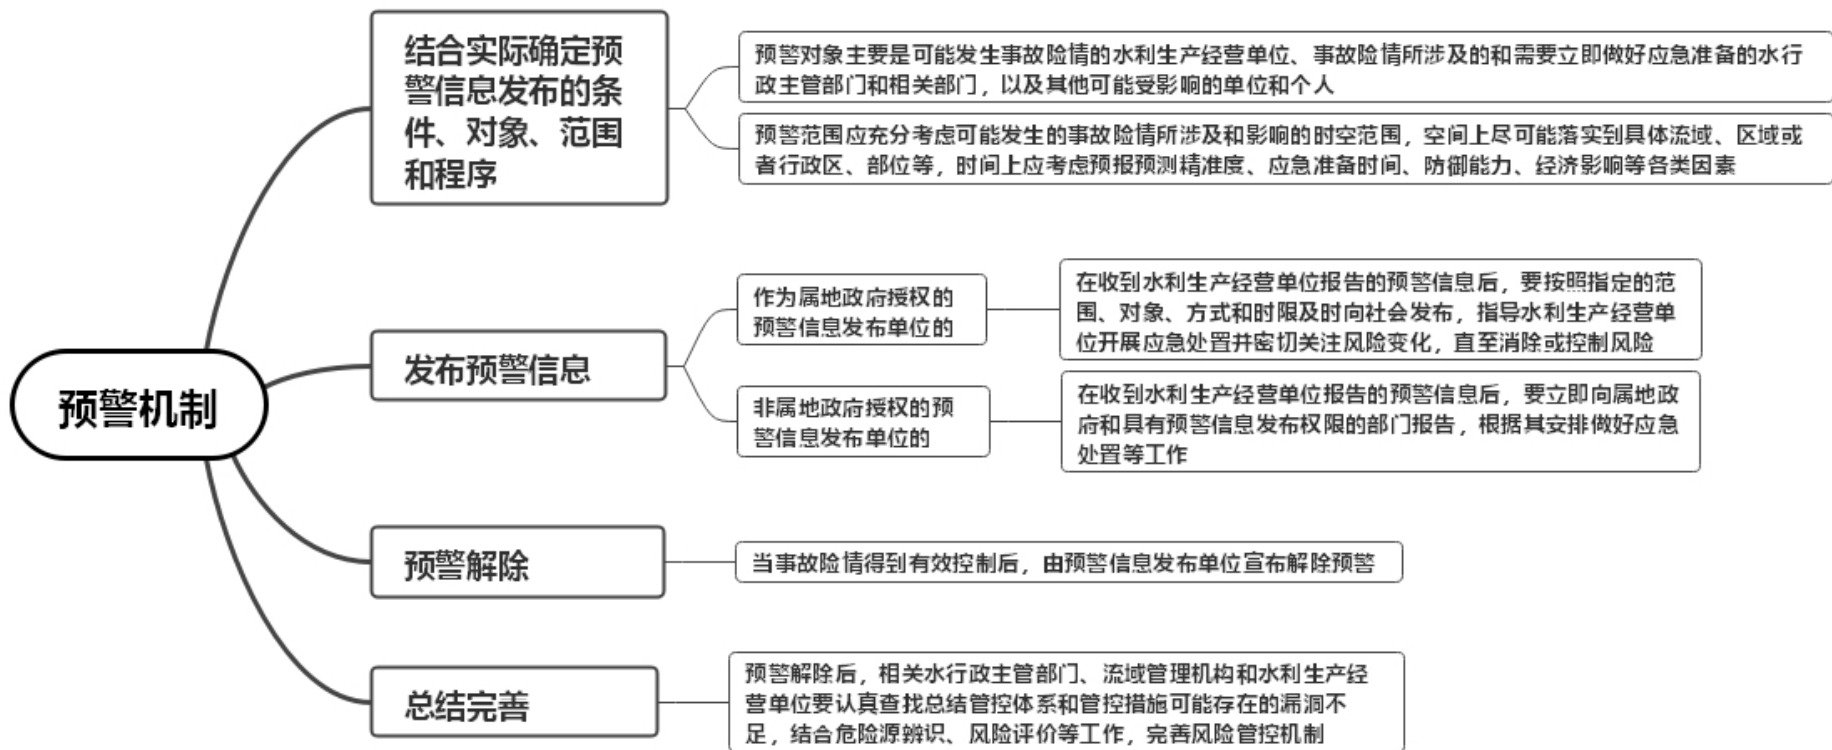 预警机制
结合实际确定预
警信息发布的条
件、对象、范围
和程序
预警对象主要是可能发生事故险情的水利生产经营单位、事故险情所涉及的和需要立即做好应急准备的水行
政主管部门和相关部门，以及其他可能受影响的单位和个人
预警范围应充分考虑可能发生的事故险情所涉及和影响的时空范围，空间上尽可能落实到具体流域、区域或
者行政区、部位等，时间上应考虑预报预测精准度、应急准备时间、防御能力、经济影响等各类因素
发布预警信息
作为属地政府授权的
预警信息发布单位的
在收到水利生产经营单位报告的预警信息后，要按照指定的范
围、对象、方式和时限及时向社会发布，指导水利生产经营单
位开展应急处置并密切关注风险变化，直至消除或控制风险
非属地政府授权的预
警信息发布单位的
在收到水利生产经营单位报告的预警信息后，要立即向属地政
府和具有预警信息发布权限的部门报告，根据其安排做好应急
处置等工作
预警解除
当事故险情得到有效控制后，由预警信息发布单位宣布解除预警
总结完善
预警解除后，相关水行政主管部门、流域管理机构和水利生产经
营单位要认真查找总结管控体系和管控措施可能存在的漏洞不
足，结合危险源辨识、风险评价等工作，完善风险管控机制